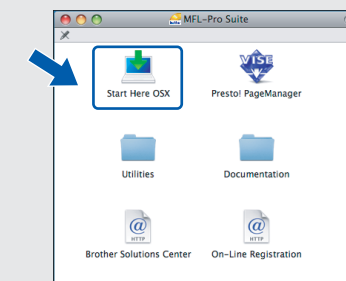 MFL-Pro Suite
Start Here OSX
VISE
Presto! PageManager
Utilities
Documentation
@
HTTP
@
HTTP
Brother Solutions Center
On-Line Registration